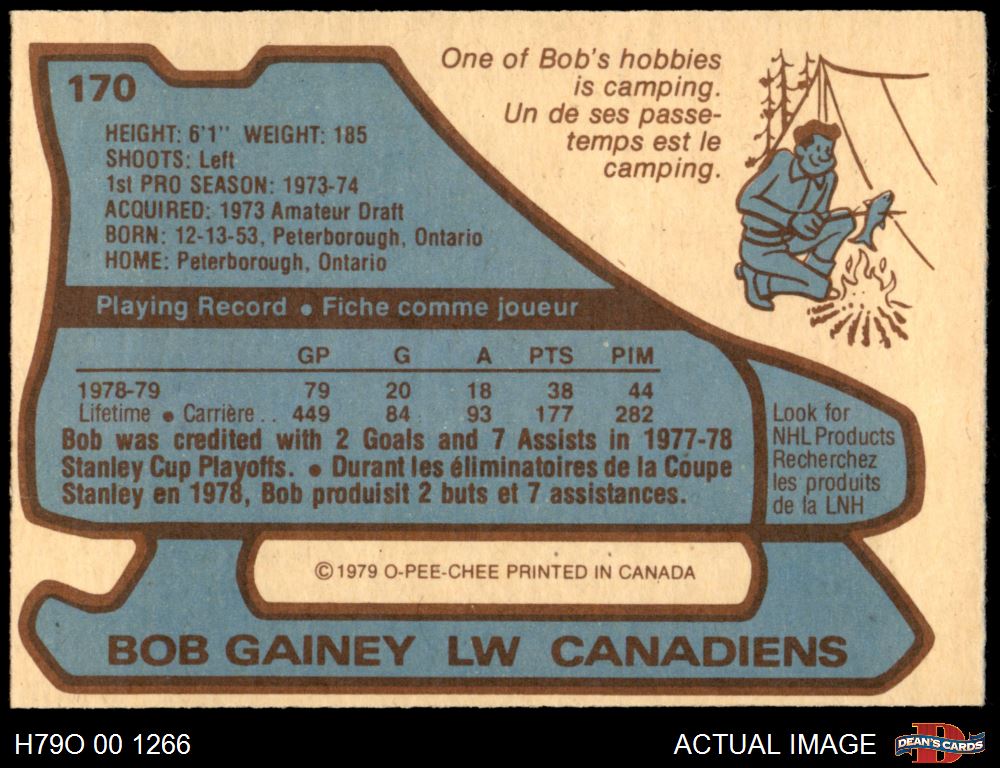 170
One of Bob's hobbies
is camping.
Un de ses passe-
temps est le
camping.
HEIGHT: 6'1" WEIGHT: 185
SHOOTS: Left
1st PRO SEASON: 1973-74
ACQUIRED: 1973 Amateur Draft
BORN: 12-13-53, Peterborough, Ontario
HOME: Peterborough, Ontario
Playing Record • Fiche comme joueur
GP G A PTS PIM
1978-79 79 20 18 38 44
Lifetime • Carrière . . 449 84 93 177 282
Bob was credited with 2 Goals and 7 Assists in 1977-78
Stanley Cup Playoffs. • Durant les éliminatoires de la Coupe
Stanley en 1978, Bob produisit 2 buts et 7 assistances.
Look for
NHL Products
Recherchez
les produits
de la LNH
©1979 O-PEE-CHEE PRINTED IN CANADA
BOB GAINEY LW CANADIENS
H79O 00 1266
ACTUAL IMAGE
D
DEAN'S CARDS